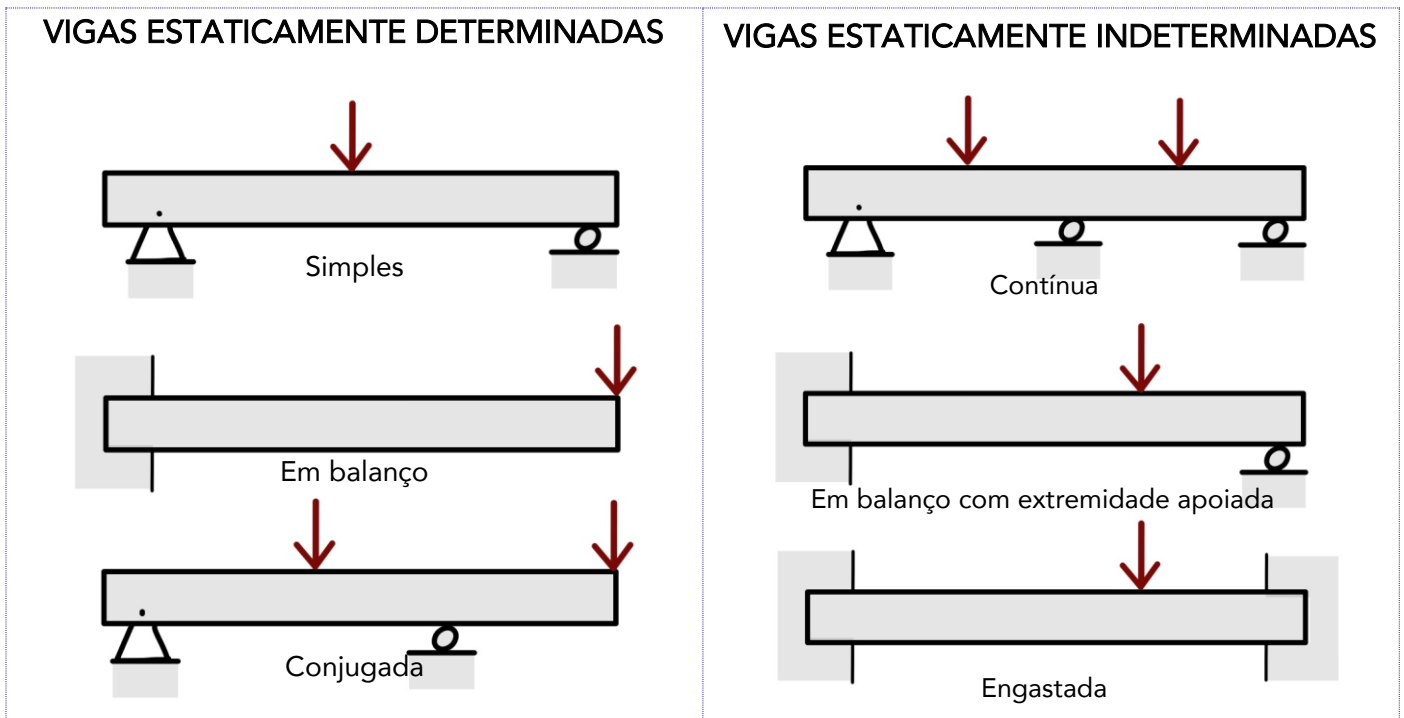 VIGAS ESTATICAMENTE DETERMINADAS
Simples
Em balanço
Conjugada
VIGAS ESTATICAMENTE INDETERMINADAS
Contínua
Em balanço com extremidade apoiada
Engastada